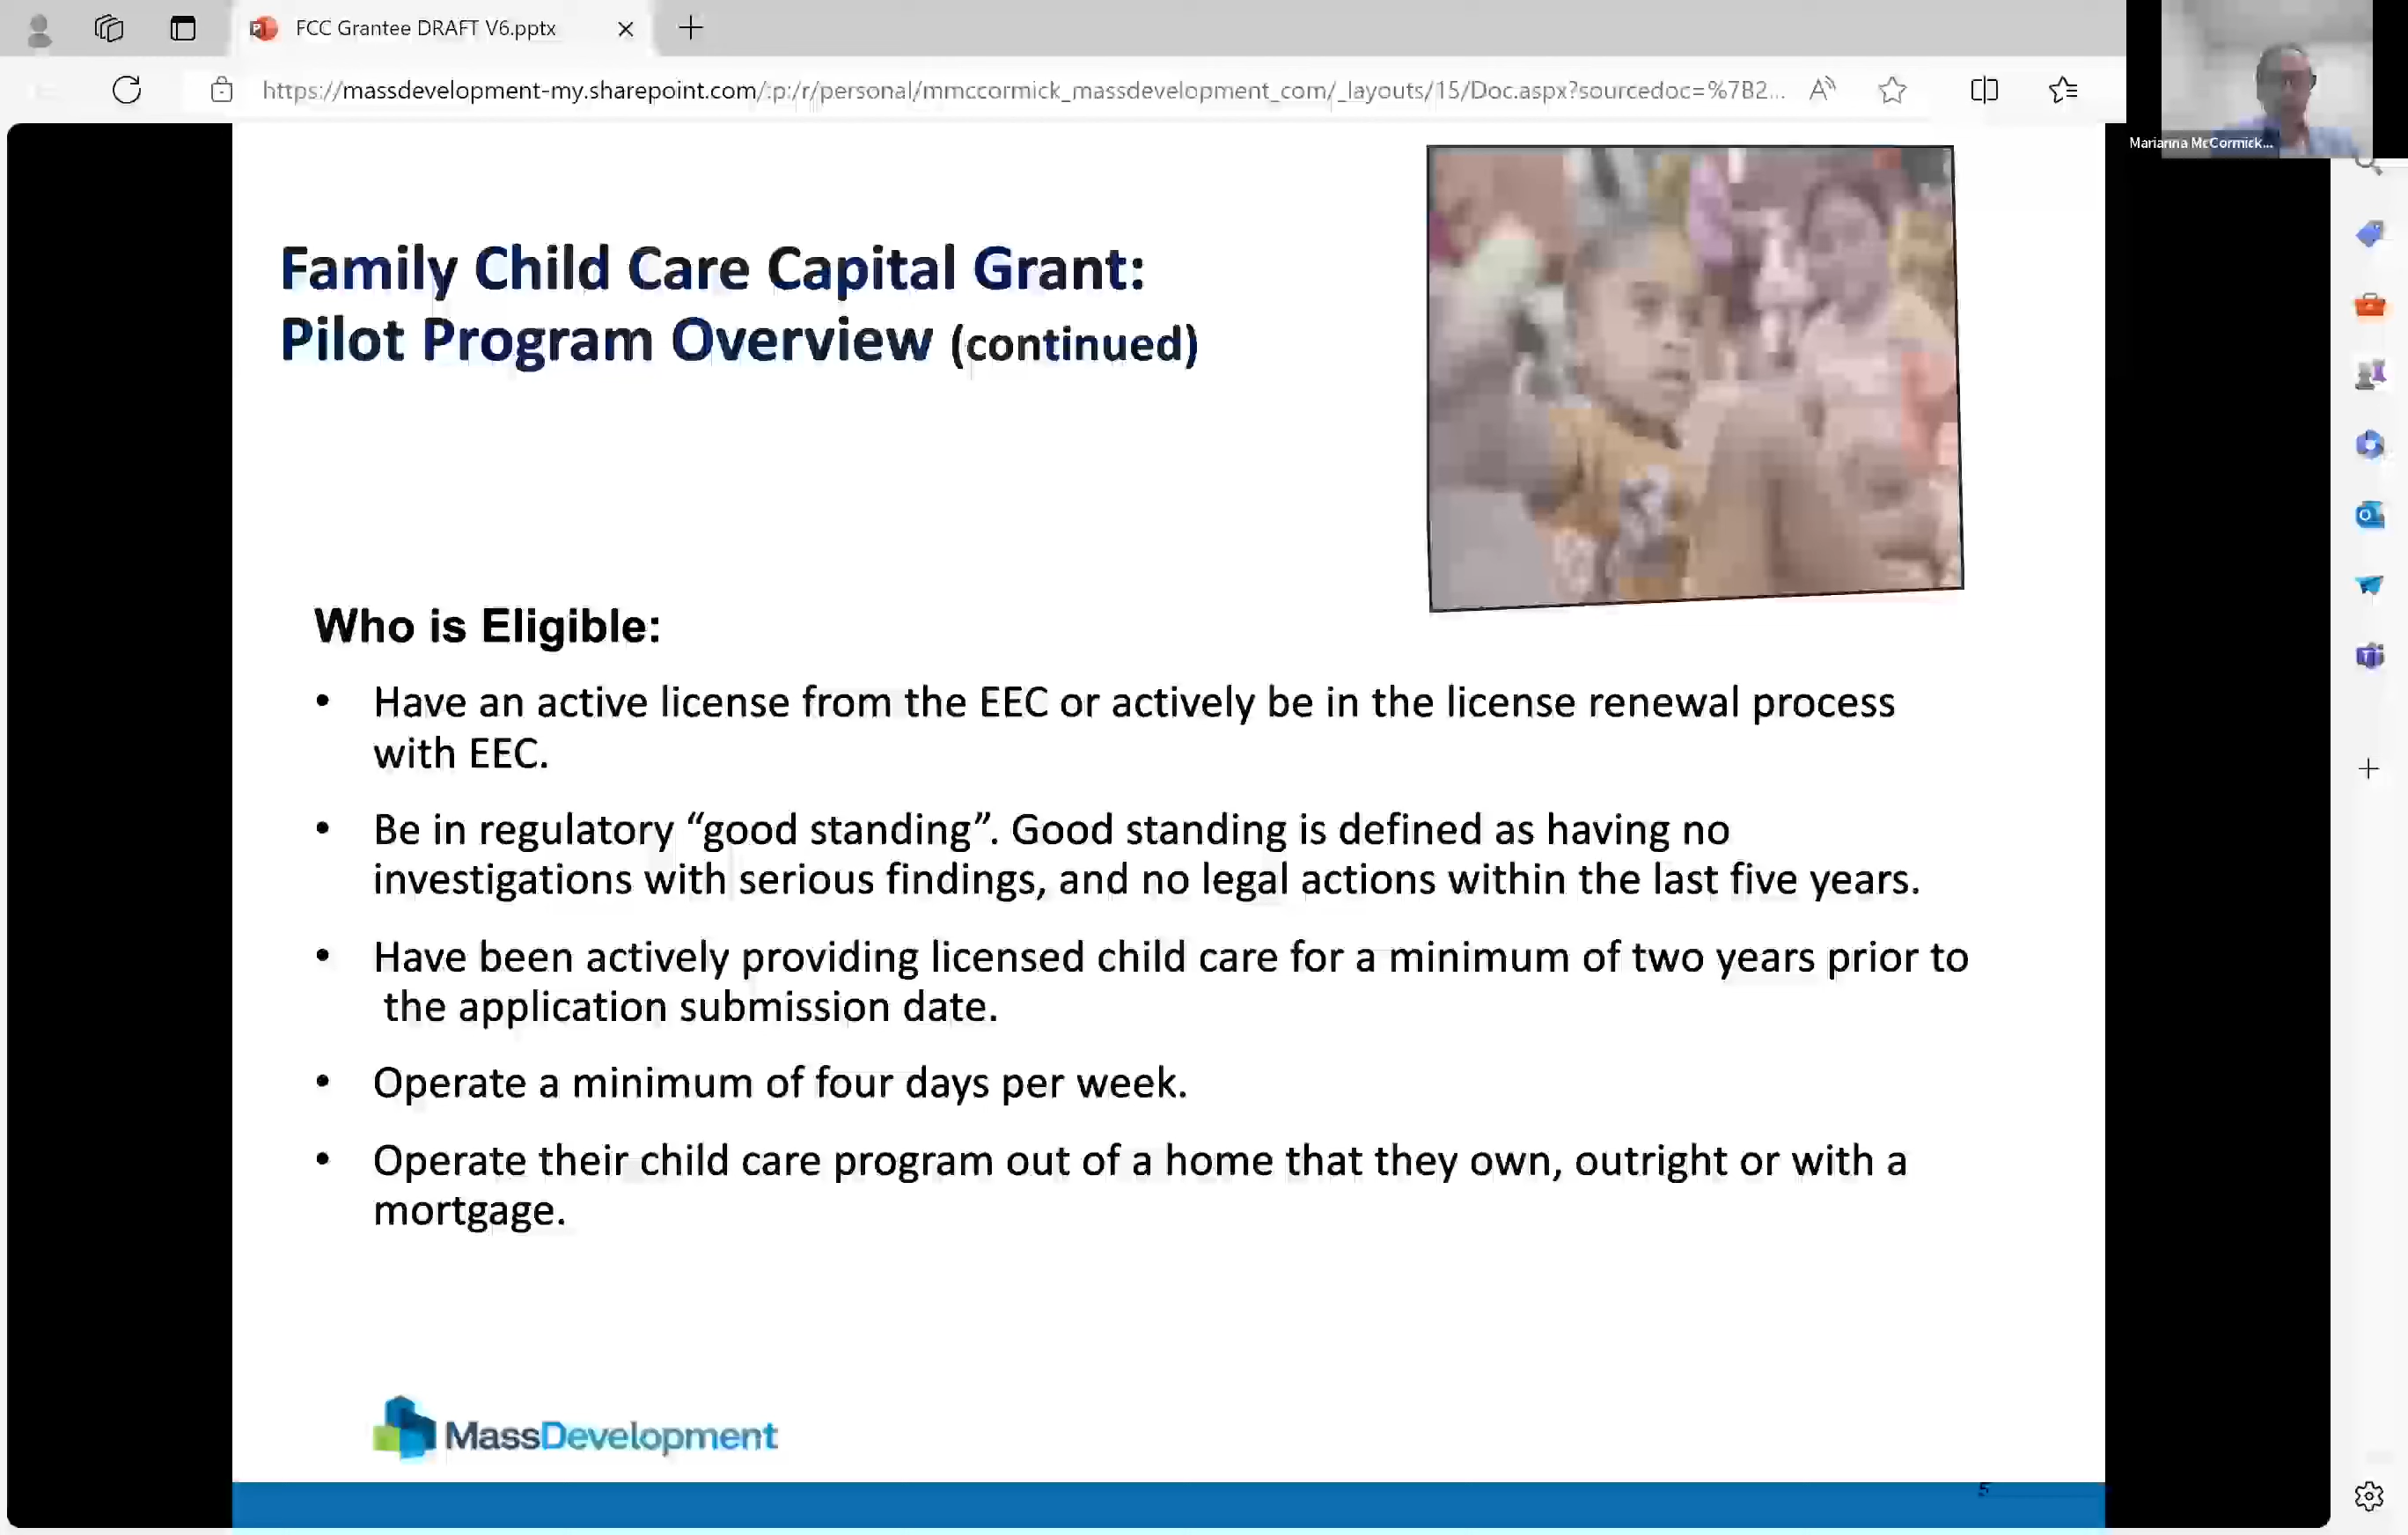 FCC Grantee DRAFT V6.pptx
https://massdevelopment-my.sharepoint.com/:p:/r/personal/mmccormick_massdevelopment_com/_layouts/15/Doc.aspx?sourcedoc=%7B2...
Marianna McCormick...
Family Child Care Capital Grant:
Pilot Program Overview (continued)
Who is Eligible:
• Have an active license from the EEC or actively be in the license renewal process
with EEC.
• Be in regulatory “good standing”. Good standing is defined as having no
investigations with serious findings, and no legal actions within the last five years.
• Have been actively providing licensed child care for a minimum of two years prior to
the application submission date.
• Operate a minimum of four days per week.
• Operate their child care program out of a home that they own, outright or with a
mortgage.
MassDevelopment
5